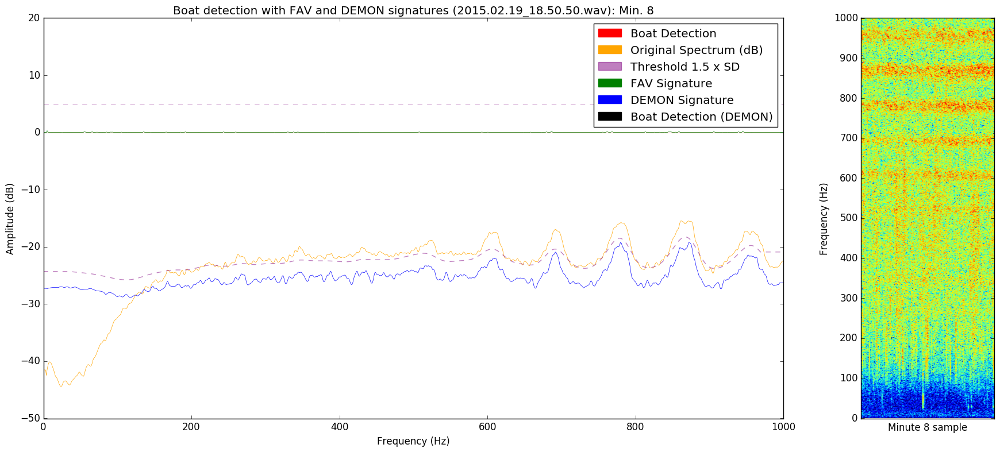 Boat detection with FAV and DEMON signatures (2015.02.19_18.50.50.wav): Min. 8
Boat Detection
Original Spectrum (dB)
Threshold 1.5 x SD
FAV Signature
DEMON Signature
Boat Detection (DEMON)
Amplitude (dB)
20
10
0
−10
−20
−30
−40
−50
0
200
400
600
800
1000
Frequency (Hz)
Frequency (Hz)
1000
900
800
700
600
500
400
300
200
100
0
Minute 8 sample